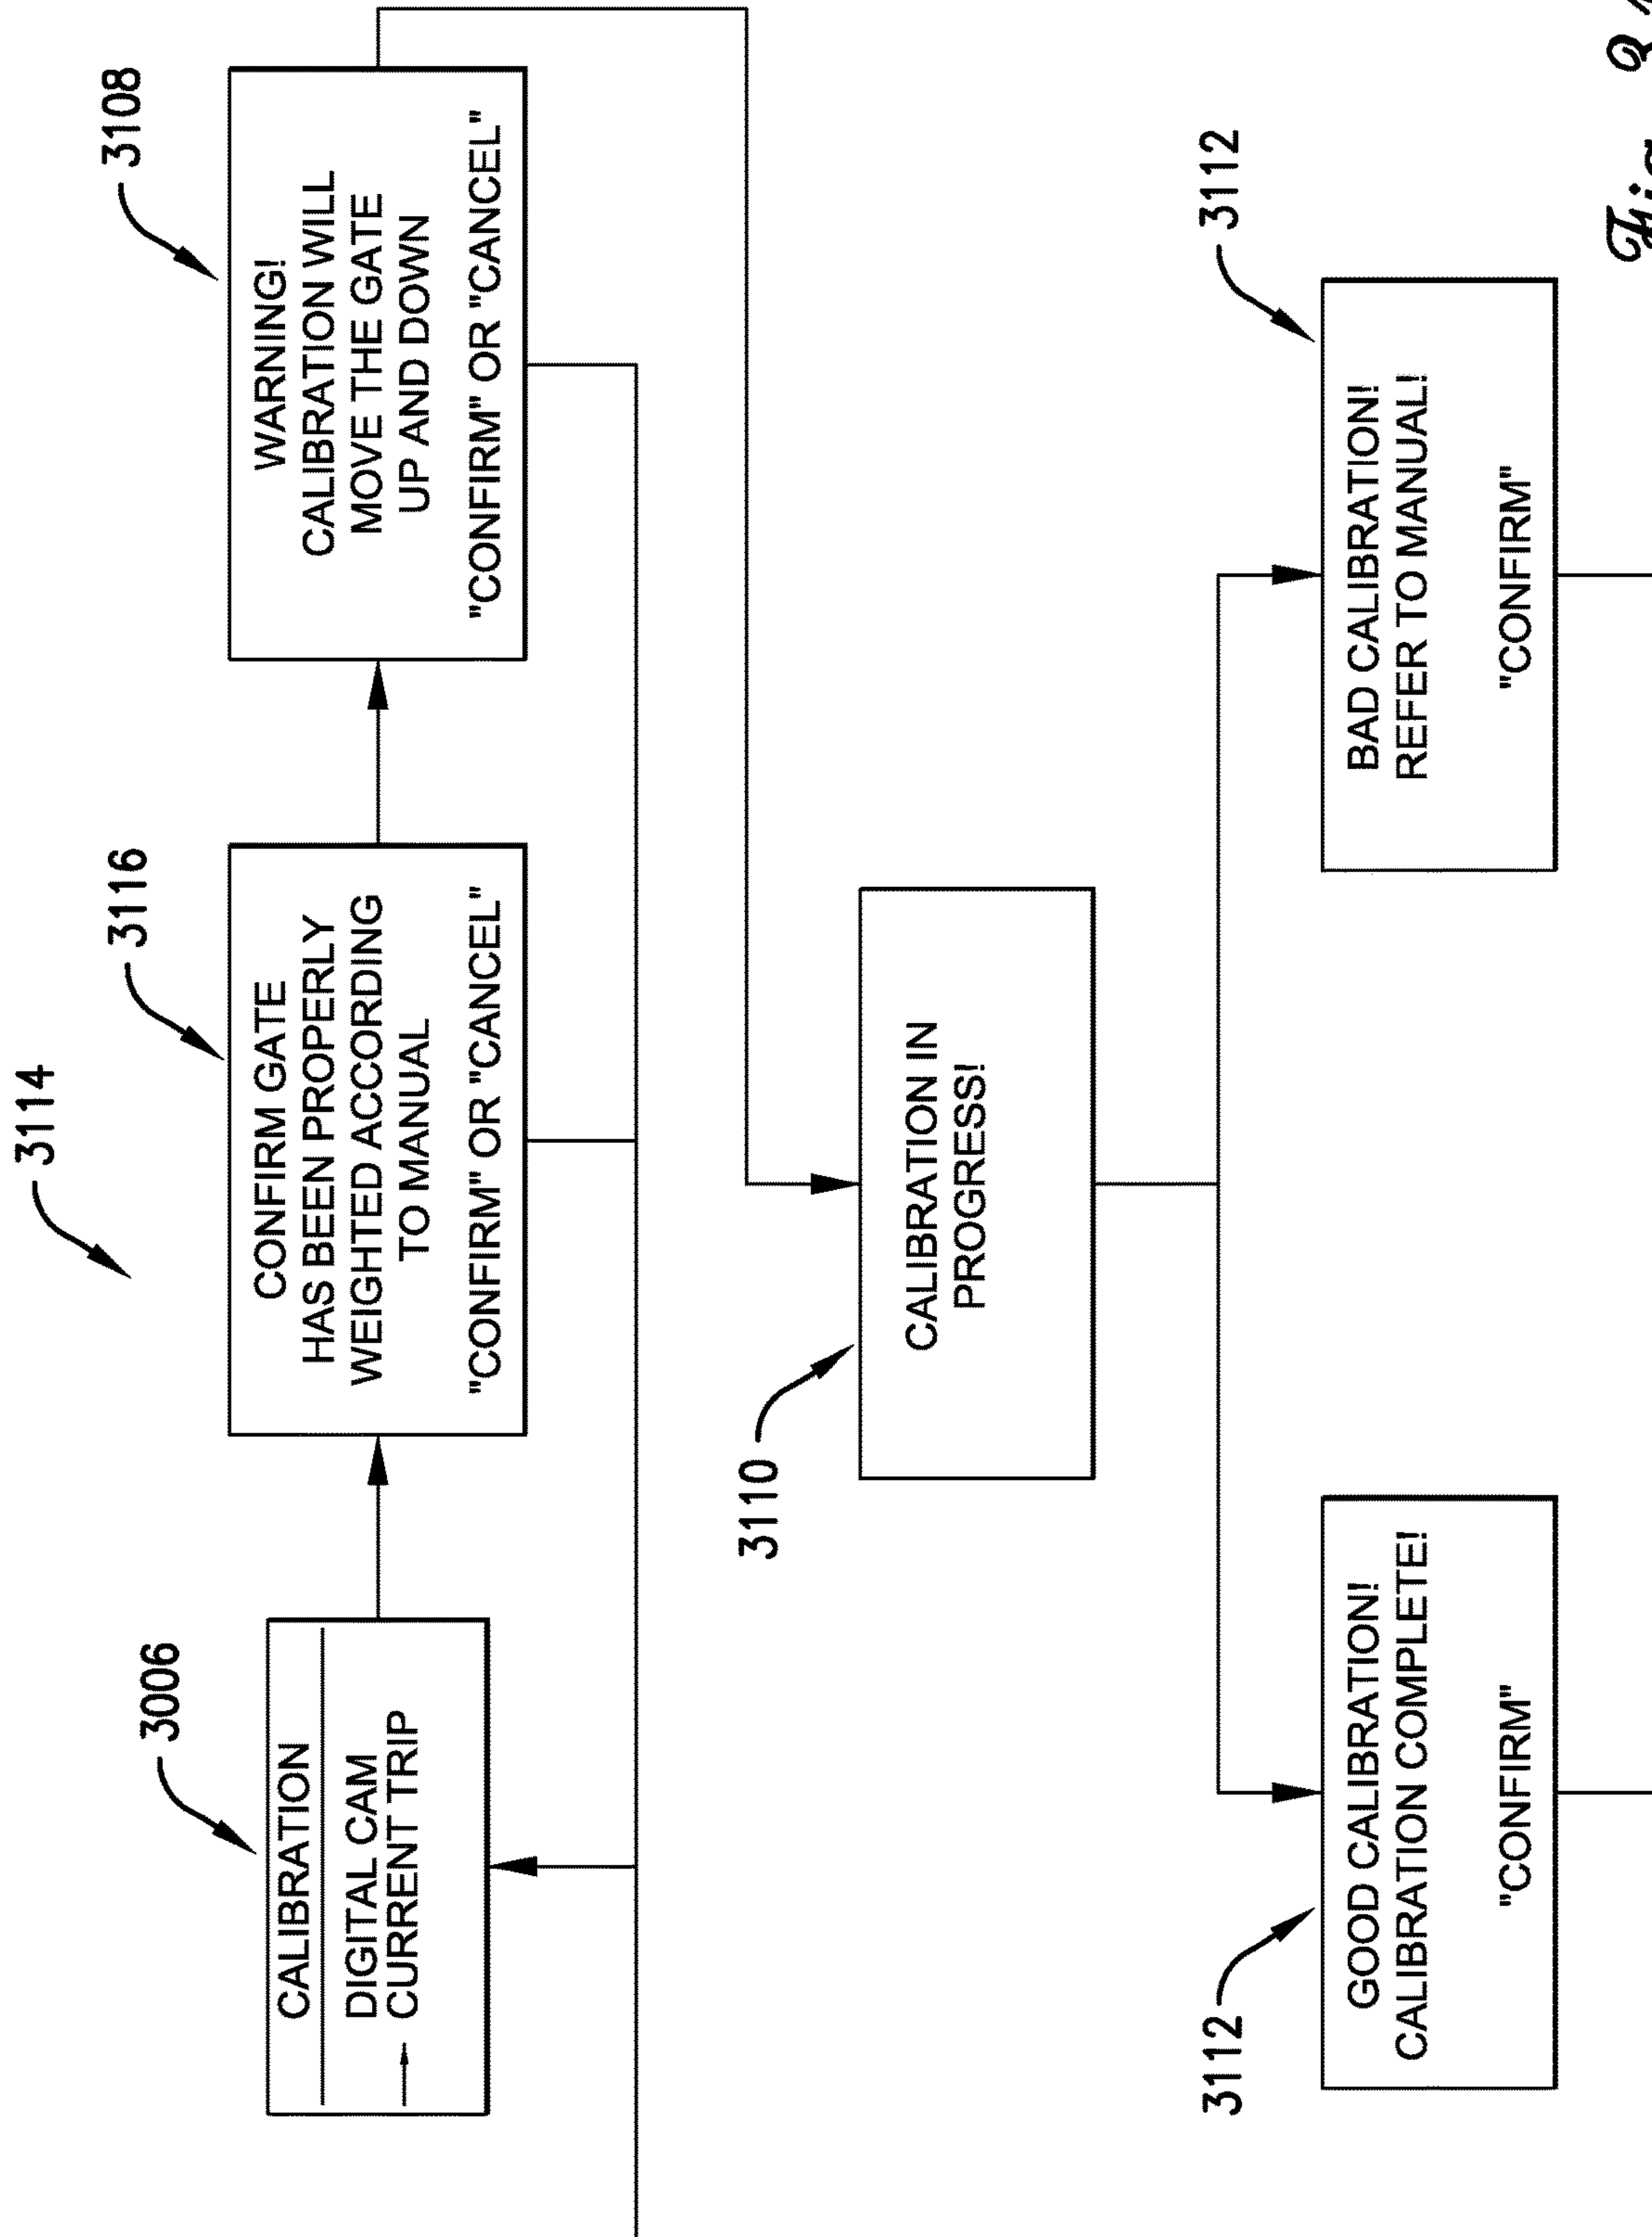 3114
3006
CALIBRATION
DIGITAL CAM
CURRENT TRIP
3116
CONFIRM GATE
HAS BEEN PROPERLY
WEIGHTED ACCORDING
TO MANUAL
"CONFIRM" OR "CANCEL"
3108
WARNING!
CALIBRATION WILL
MOVE THE GATE
UP AND DOWN
"CONFIRM" OR "CANCEL"
3110
CALIBRATION IN
PROGRESS!
3112
GOOD CALIBRATION!
CALIBRATION COMPLETE!
"CONFIRM"
3112
BAD CALIBRATION!
REFER TO MANUAL!
"CONFIRM"
Fig.